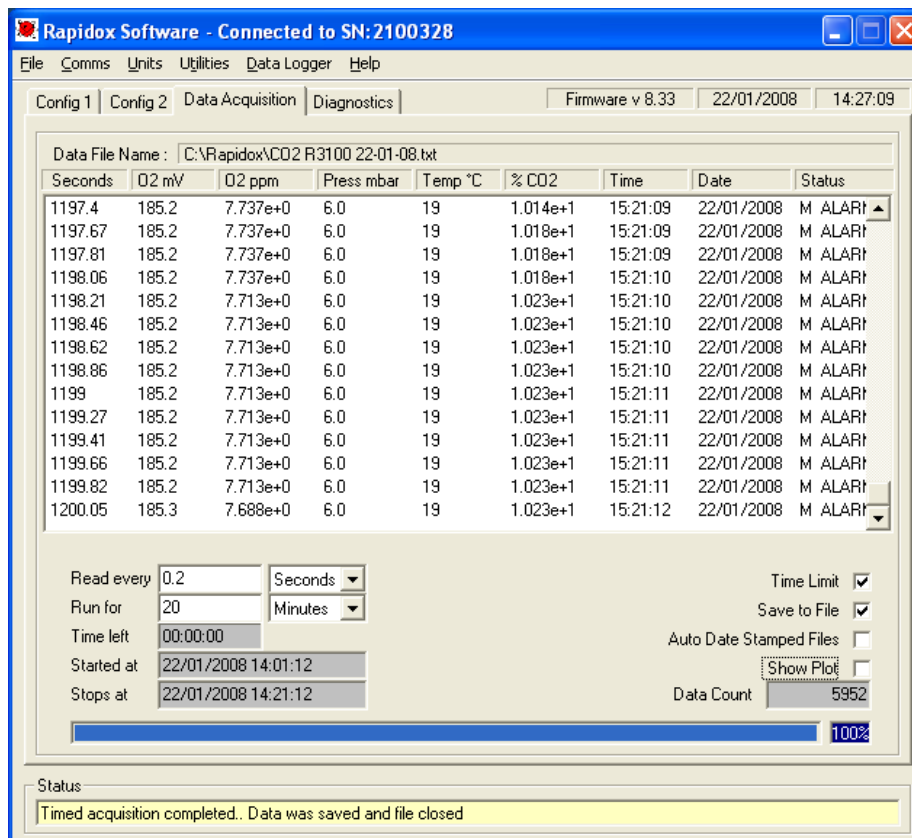 Rapidox Software - Connected to SN:2100328
File Comms Units Utilities Data Logger Help
Config 1 Config 2 Data Acquisition Diagnostics Firmware v 8.33 22/01/2008 14:27:09
Data File Name : C:\Rapidox\CO2 R3100 22-01-08.txt
Seconds O2 mV O2 ppm Press mbar Temp °C % CO2 Time Date Status
1197.4 185.2 7.737e+0 6.0 19 1.014e+1 15:21:09 22/01/2008 M ALARM
1197.67 185.2 7.737e+0 6.0 19 1.018e+1 15:21:09 22/01/2008 M ALARM
1197.81 185.2 7.737e+0 6.0 19 1.018e+1 15:21:09 22/01/2008 M ALARM
1198.06 185.2 7.737e+0 6.0 19 1.018e+1 15:21:10 22/01/2008 M ALARM
1198.21 185.2 7.713e+0 6.0 19 1.023e+1 15:21:10 22/01/2008 M ALARM
1198.46 185.2 7.713e+0 6.0 19 1.023e+1 15:21:10 22/01/2008 M ALARM
1198.62 185.2 7.713e+0 6.0 19 1.023e+1 15:21:10 22/01/2008 M ALARM
1198.86 185.2 7.713e+0 6.0 19 1.023e+1 15:21:10 22/01/2008 M ALARM
1199 185.2 7.713e+0 6.0 19 1.023e+1 15:21:11 22/01/2008 M ALARM
1199.27 185.2 7.713e+0 6.0 19 1.023e+1 15:21:11 22/01/2008 M ALARM
1199.41 185.2 7.713e+0 6.0 19 1.023e+1 15:21:11 22/01/2008 M ALARM
1199.66 185.2 7.713e+0 6.0 19 1.023e+1 15:21:11 22/01/2008 M ALARM
1199.82 185.2 7.713e+0 6.0 19 1.023e+1 15:21:11 22/01/2008 M ALARM
1200.05 185.3 7.688e+0 6.0 19 1.023e+1 15:21:12 22/01/2008 M ALARM
Read every 0.2 Seconds
Run for 20 Minutes
Time left 00:00:00
Started at 22/01/2008 14:01:12
Stops at 22/01/2008 14:21:12
Time Limit
Save to File
Auto Date Stamped Files
Show Plot
Data Count 5952
100%
Status
Timed acquisition completed.. Data was saved and file closed